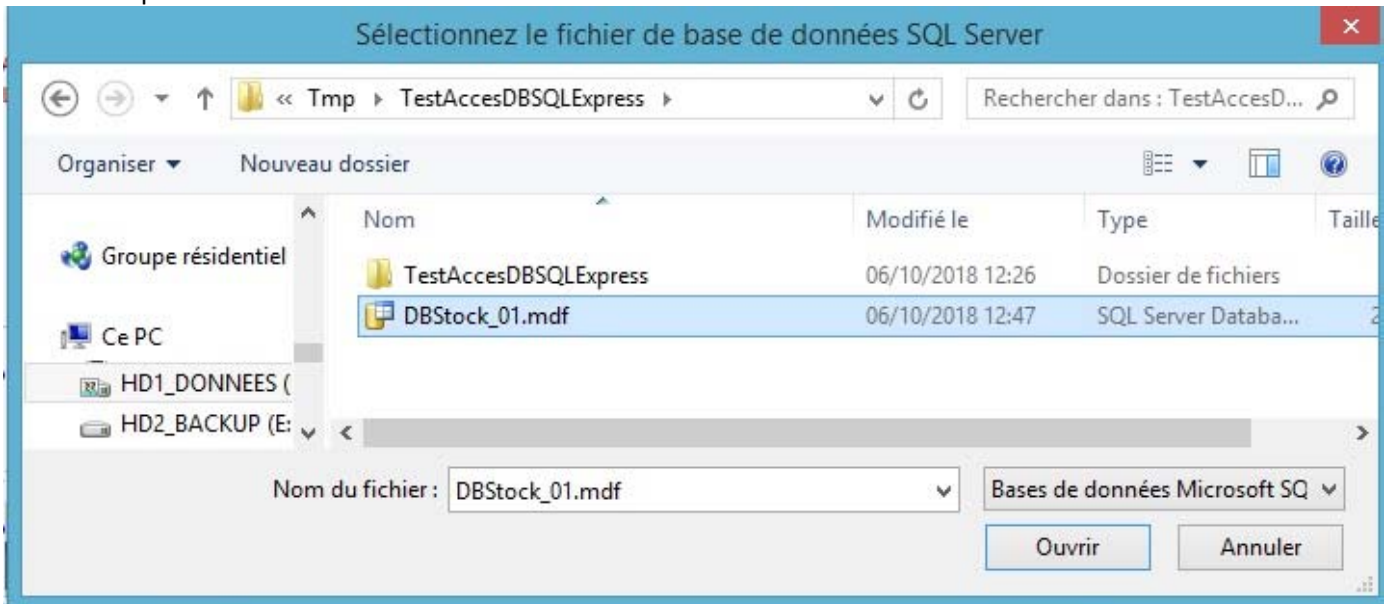 Sélectionnez le fichier de base de données SQL Server
« Tmp TestAccesDBSQLExpress Rechercher dans : TestAccesD...
Organiser Nouveau dossier
Nom Modifié le Type Taille
Groupe résidentiel
TestAccesDBSQLExpress 06/10/2018 12:26 Dossier de fichiers
DBStock_01.mdf 06/10/2018 12:47 SQL Server Databa... 2
Ce PC
HD1_DONNEES (
HD2_BACKUP (E:
Nom du fichier : DBStock_01.mdf Bases de données Microsoft SQ
Ouvrir Annuler